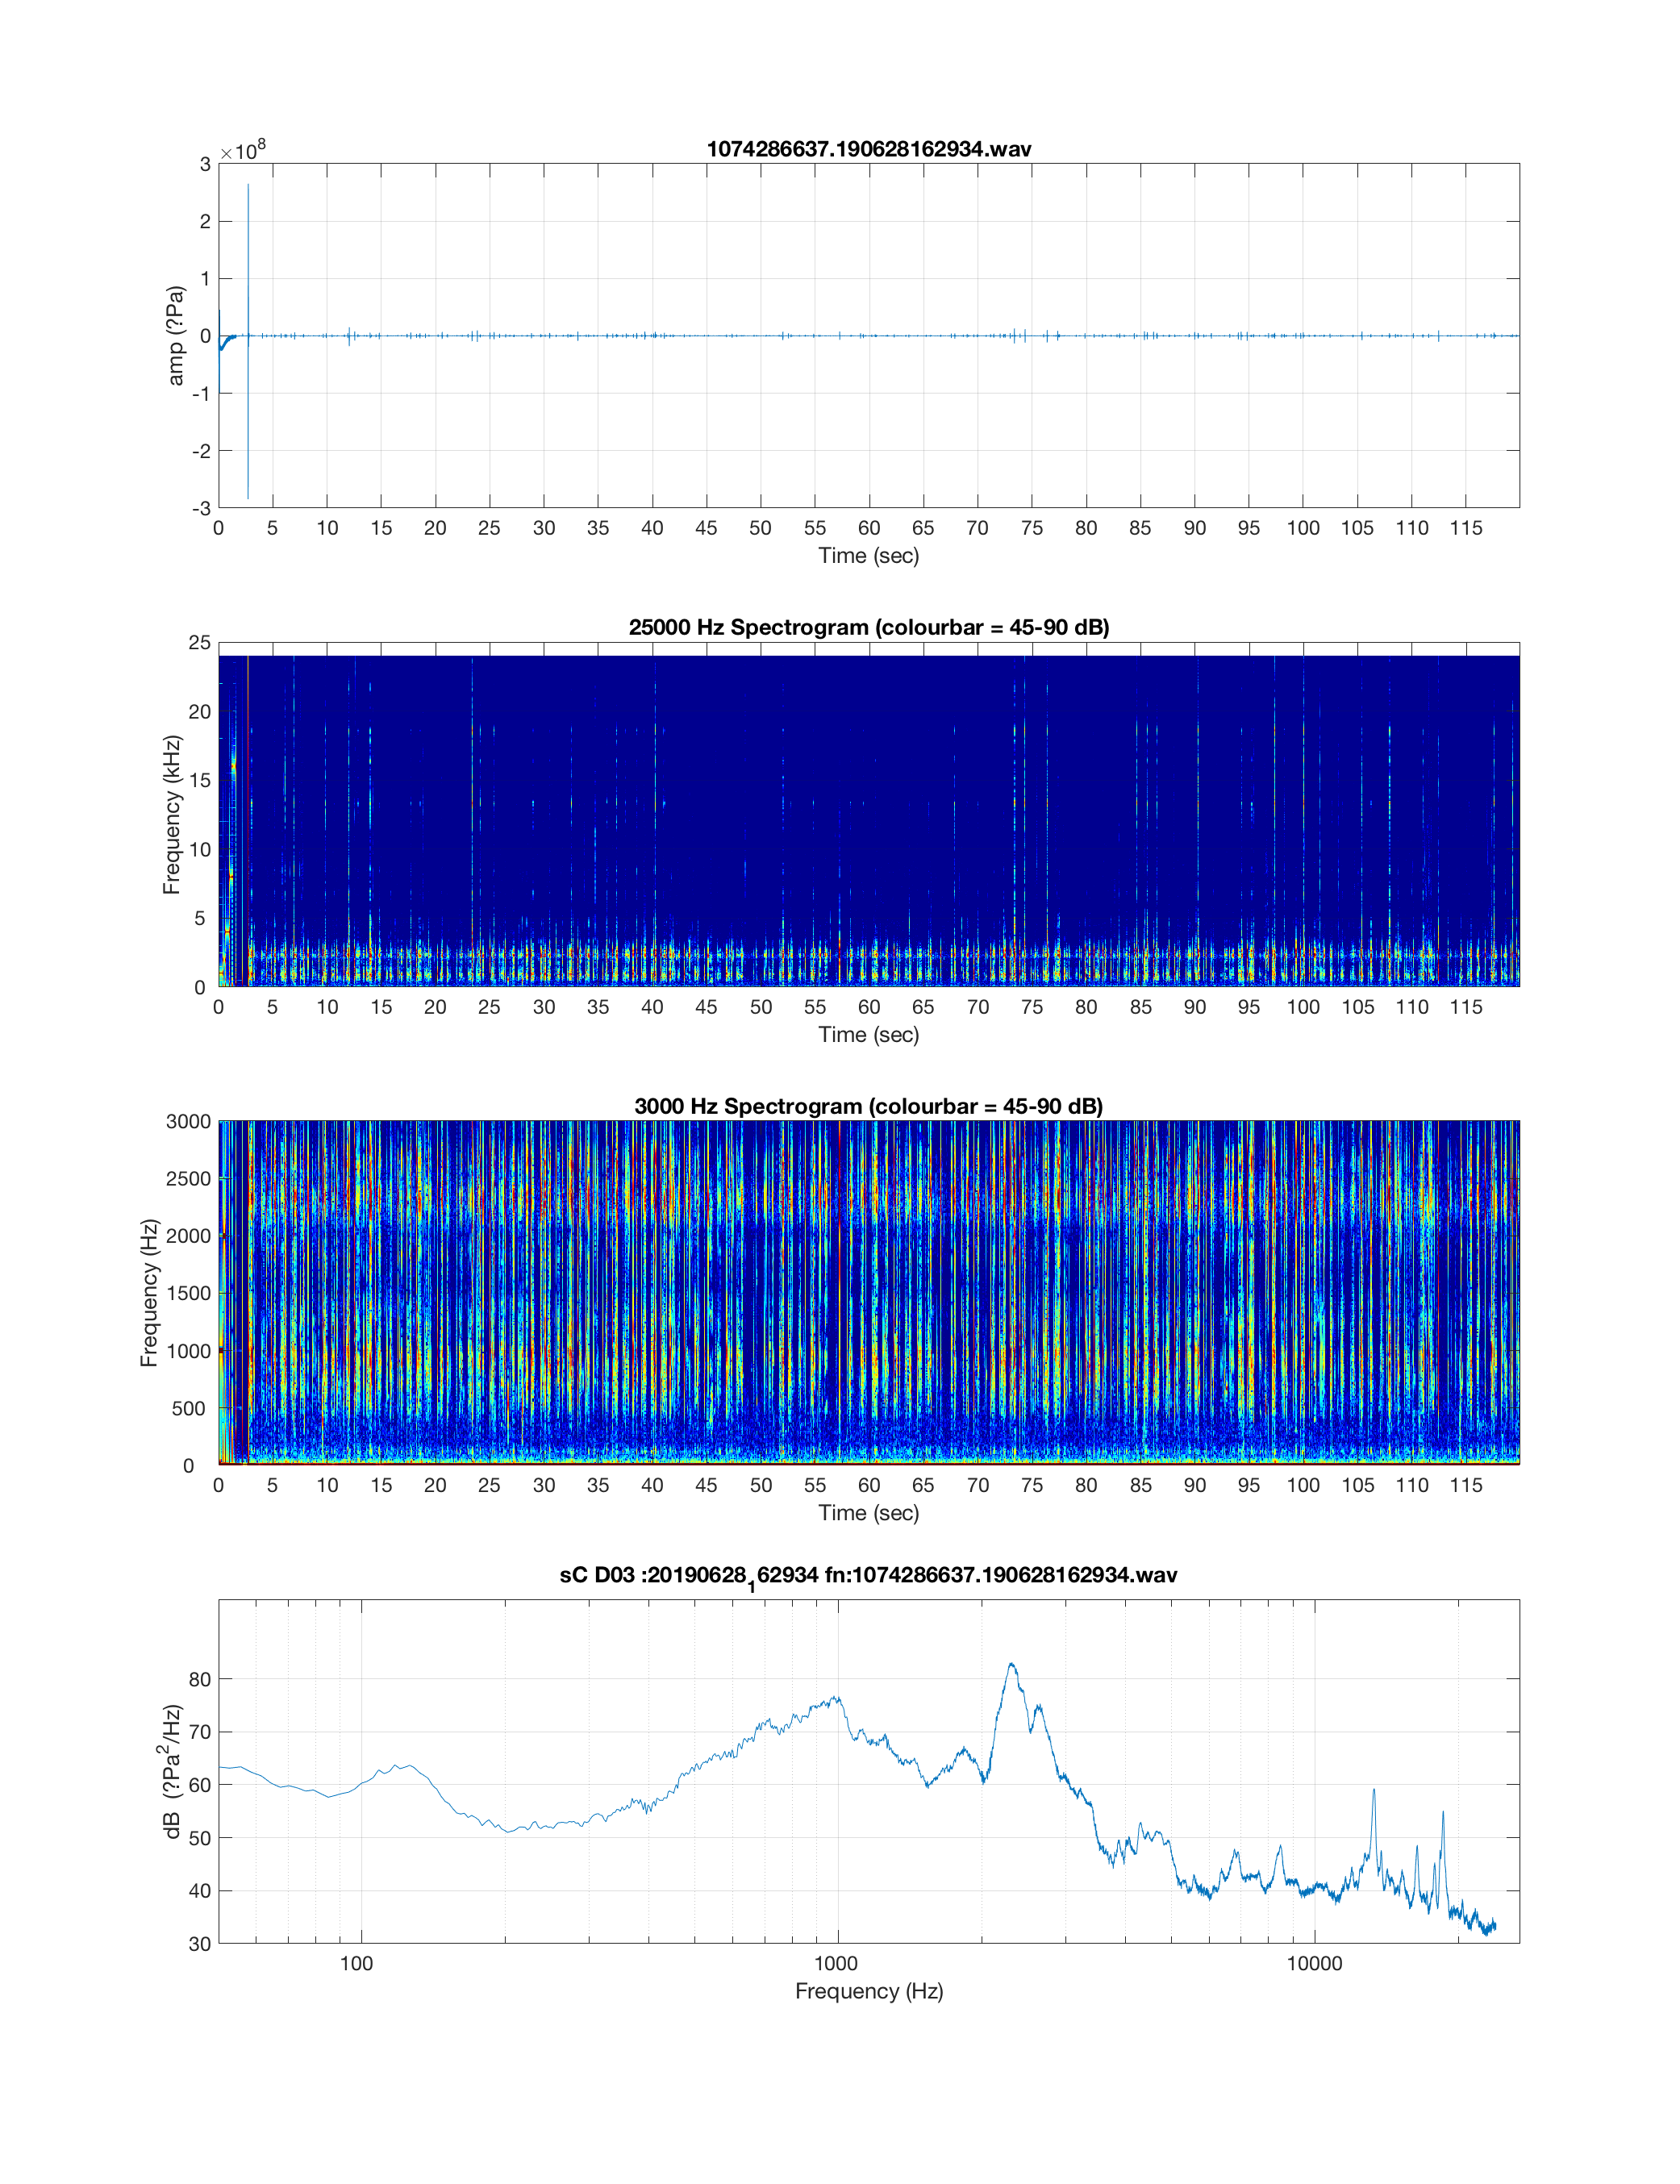 1074286637.190628162934.wav
×10^8
3
2
1
0
-1
-2
-3
amp (?Pa)
0 5 10 15 20 25 30 35 40 45 50 55 60 65 70 75 80 85 90 95 100 105 110 115
Time (sec)
25000 Hz Spectrogram (colourbar = 45-90 dB)
25
20
15
10
5
0
Frequency (kHz)
0 5 10 15 20 25 30 35 40 45 50 55 60 65 70 75 80 85 90 95 100 105 110 115
Time (sec)
3000 Hz Spectrogram (colourbar = 45-90 dB)
3000
2500
2000
1500
1000
500
0
Frequency (Hz)
0 5 10 15 20 25 30 35 40 45 50 55 60 65 70 75 80 85 90 95 100 105 110 115
Time (sec)
sC D03 :20190628_162934 fn:1074286637.190628162934.wav
80
70
60
50
40
30
dB (?Pa²/Hz)
100 1000 10000
Frequency (Hz)